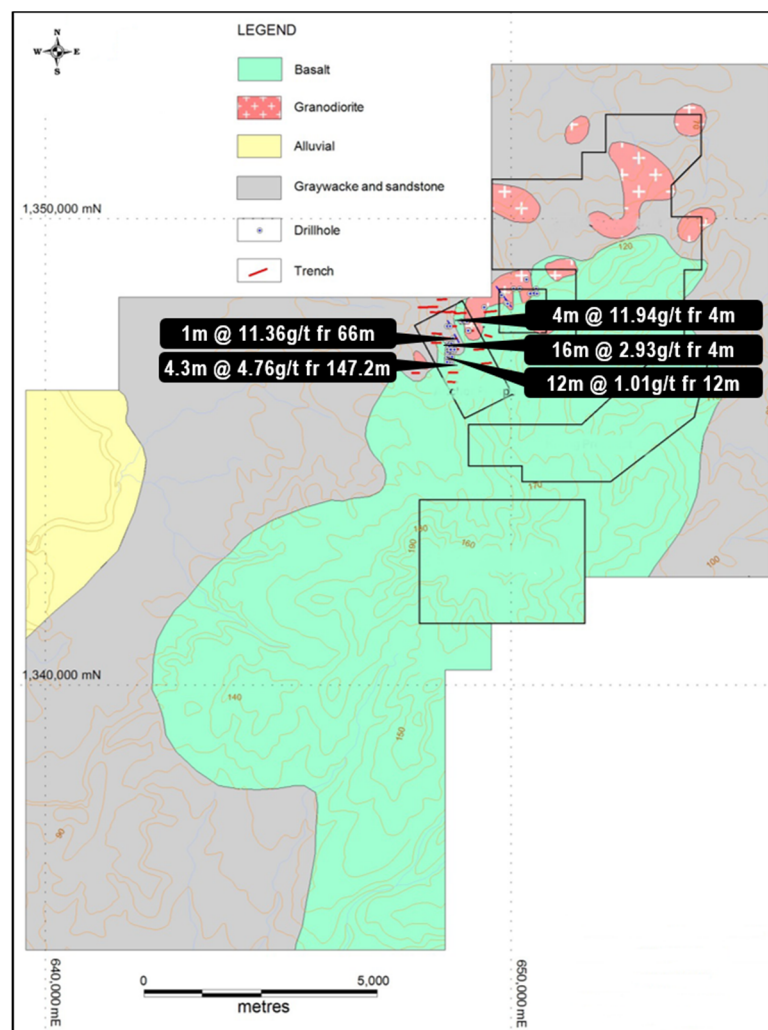 LEGEND
N
W E
S
Basalt
Granodiorite
Alluvial
Graywacke and sandstone
Drillhole
Trench
1,350,000 mN
70
120
4m @ 11.94g/t fr 4m
1m @ 11.36g/t fr 66m
16m @ 2.93g/t fr 4m
4.3m @ 4.76g/t fr 147.2m
12m @ 1.01g/t fr 12m
170
190
160
100
1,340,000 mN
140
150
90
640,000 mE
650,000 mE
0 5,000
metres